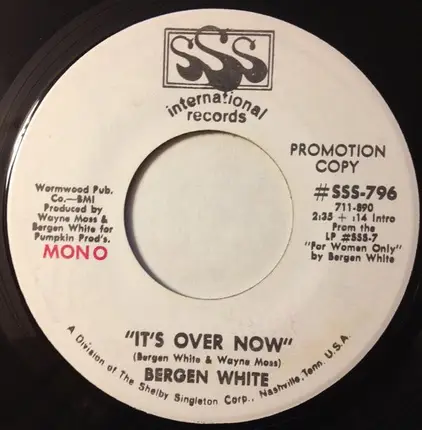 SSS
international
records
PROMOTION
COPY
#SSS-796
711-890
2:35 + :14 Intro
From the
LP #SSS-7
"For Women Only"
by Bergen White
Wormwood Pub.
Co.—BMI
Produced by
Wayne Moss &
Bergen White for
Pumpkin Prod's.
MONO
"IT'S OVER NOW"
(Bergen White & Wayne Moss)
BERGEN WHITE
A Division of The Shelby Singleton Corp., Nashville, Tenn. U.S.A.